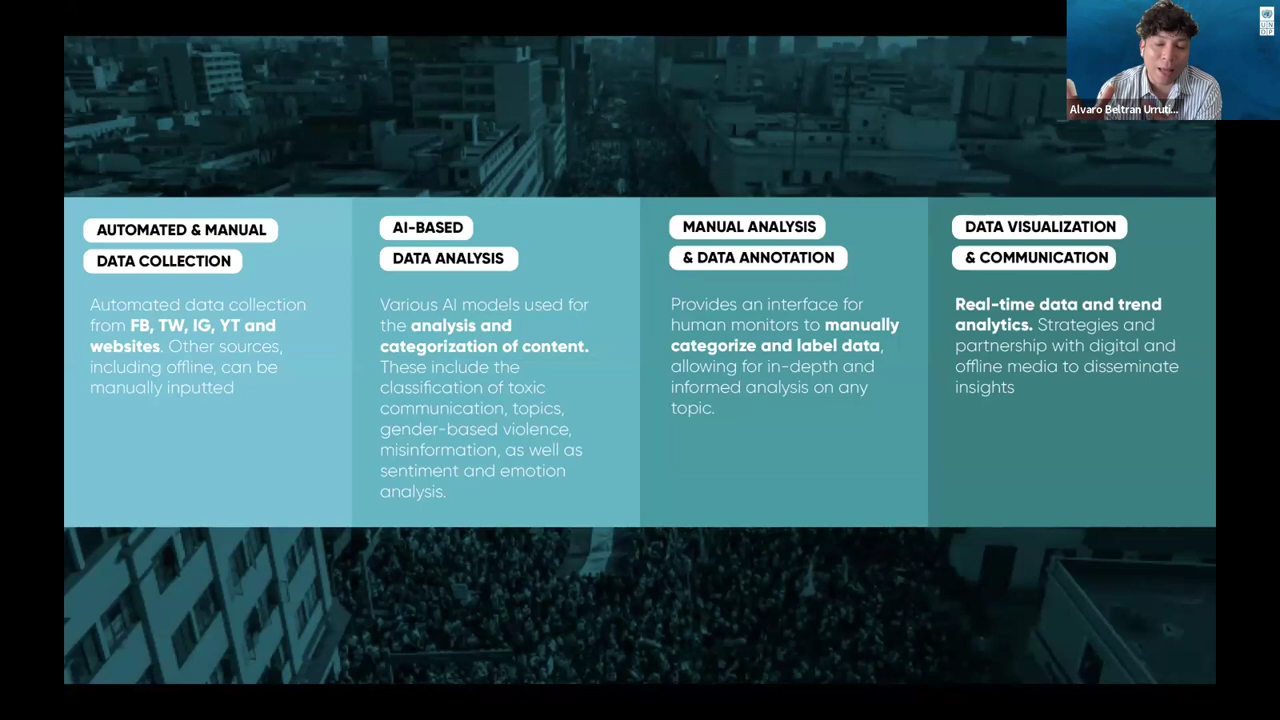 Alvaro Beltran Urruti...
UN
DP
AUTOMATED & MANUAL
DATA COLLECTION
Automated data collection
from FB, TW, IG, YT and
websites. Other sources,
including offline, can be
manually inputted
AI-BASED
DATA ANALYSIS
Various AI models used for
the analysis and
categorization of content.
These include the
classification of toxic
communication, topics,
gender-based violence,
misinformation, as well as
sentiment and emotion
analysis.
MANUAL ANALYSIS
& DATA ANNOTATION
Provides an interface for
human monitors to manually
categorize and label data,
allowing for in-depth and
informed analysis on any
topic.
DATA VISUALIZATION
& COMMUNICATION
Real-time data and trend
analytics. Strategies and
partnership with digital and
offline media to disseminate
insights